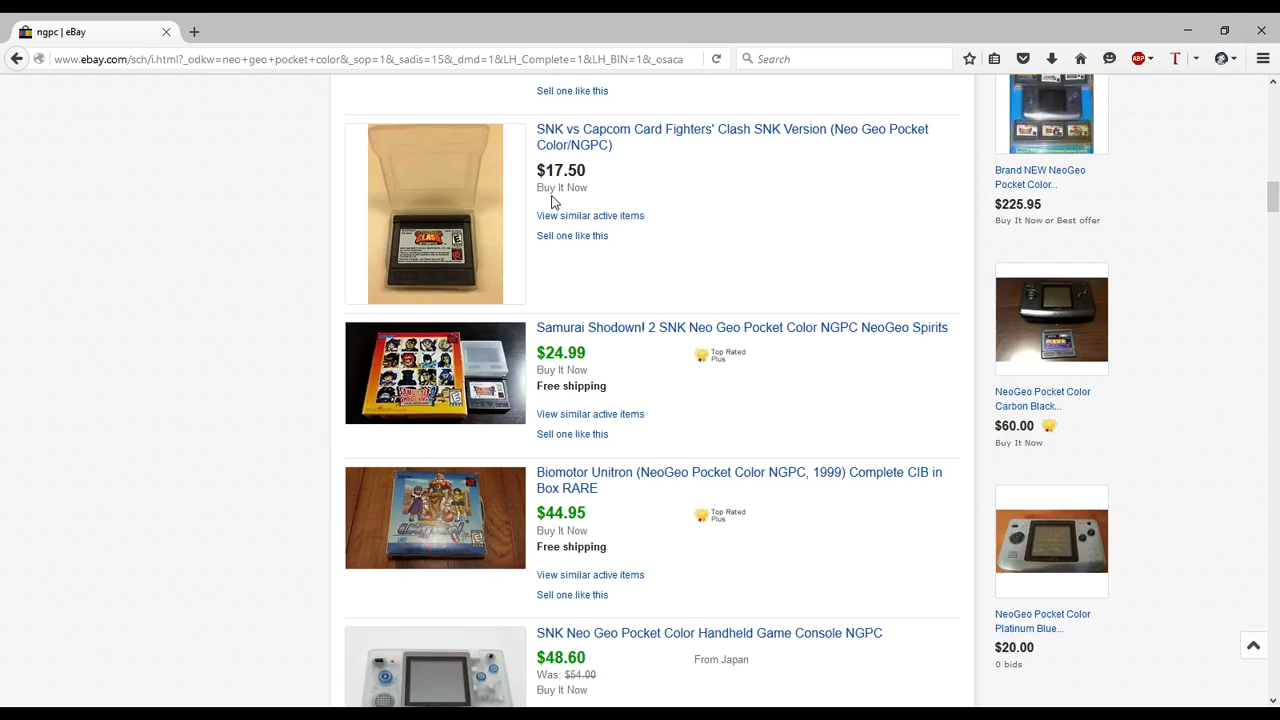 ngpc | eBay
www.ebay.com/sch/i.html?_odkw=neo+geo+pocket+color&_sop=1&_sadis=15&_dmd=1&LH_Complete=1&LH_BIN=1&_osaca
Search
ABP
T
Sell one like this
SNK vs Capcom Card Fighters' Clash SNK Version (Neo Geo Pocket
Color/NGPC)
$17.50
Buy It Now
View similar active items
Sell one like this
CLASH
E
Samurai Shodown! 2 SNK Neo Geo Pocket Color NGPC NeoGeo Spirits
$24.99
Top Rated
Plus
Buy It Now
Free shipping
View similar active items
Sell one like this
Biomotor Unitron (NeoGeo Pocket Color NGPC, 1999) Complete CIB in
Box RARE
$44.95
Top Rated
Plus
Buy It Now
Free shipping
View similar active items
Sell one like this
SNK Neo Geo Pocket Color Handheld Game Console NGPC
$48.60
From Japan
Was: $54.00
Buy It Now
Brand NEW NeoGeo
Pocket Color...
$225.95
Buy It Now or Best offer
NeoGeo Pocket Color
Carbon Black...
$60.00
Buy It Now
NeoGeo Pocket Color
Platinum Blue...
$20.00
0 bids